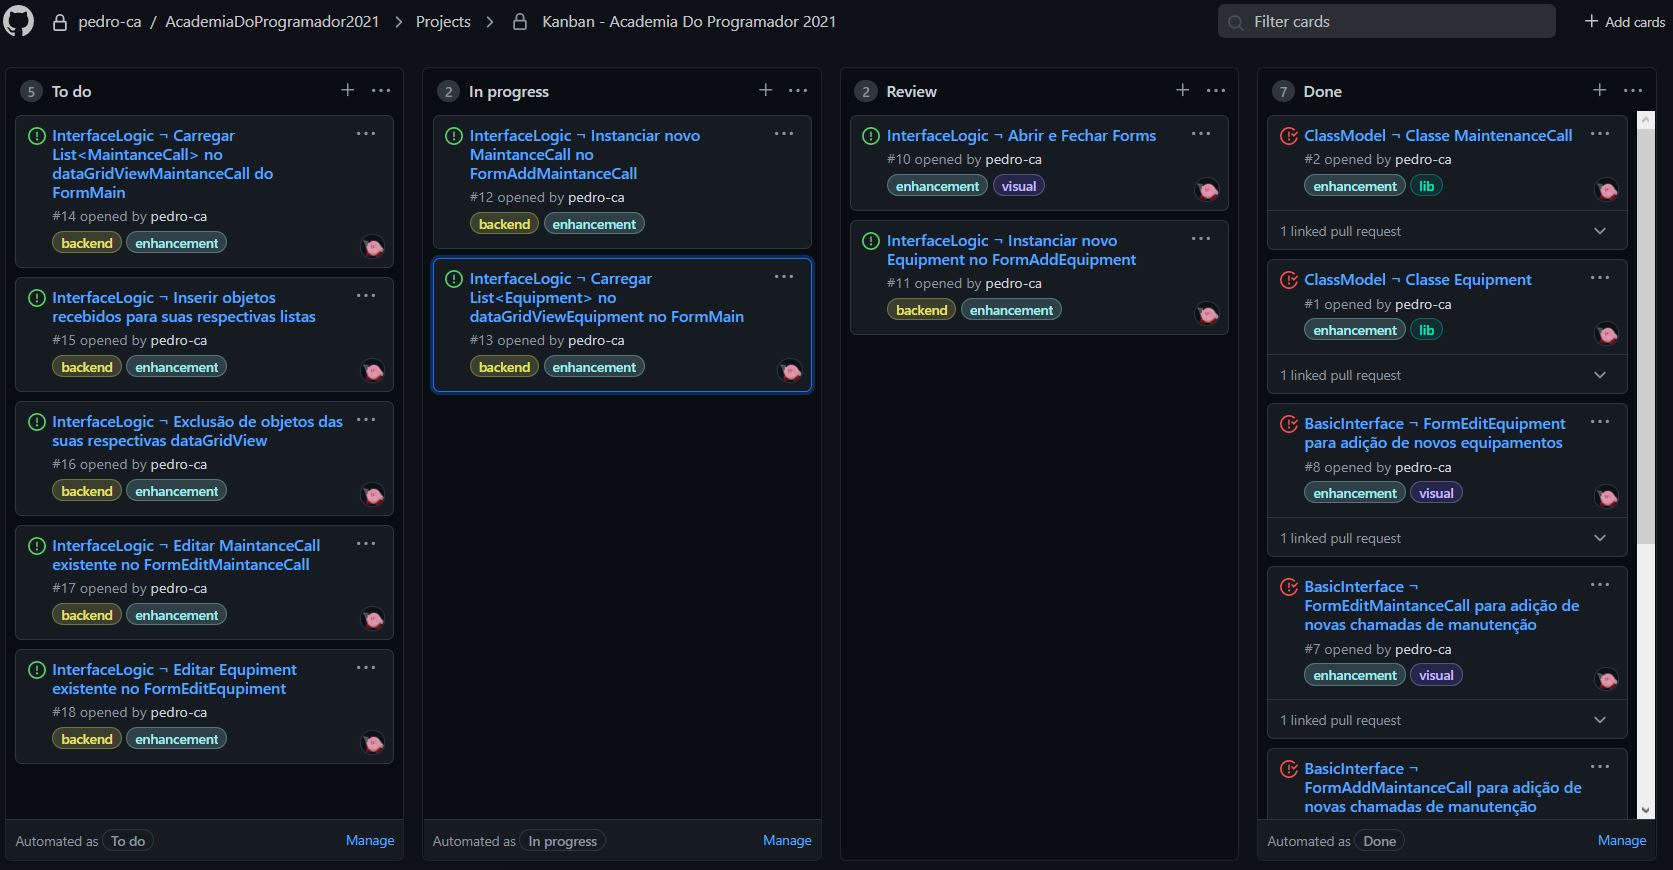 pedro-ca / AcademiaDoProgramador2021 > Projects > Kanban - Academia Do Programador 2021
Filter cards
+ Add cards
5 To do + ...
InterfaceLogic ¬ Carregar
List<MaintanceCall> no
dataGridViewMaintanceCall do
FormMain
#14 opened by pedro-ca
backend enhancement
InterfaceLogic ¬ Inserir objetos
recebidos para suas respectivas listas
#15 opened by pedro-ca
backend enhancement
InterfaceLogic ¬ Exclusão de objetos das
suas respectivas dataGridView
#16 opened by pedro-ca
backend enhancement
InterfaceLogic ¬ Editar MaintanceCall
existente no FormEditMaintanceCall
#17 opened by pedro-ca
backend enhancement
InterfaceLogic ¬ Editar Equpiment
existente no FormEditEqupiment
#18 opened by pedro-ca
backend enhancement
Automated as To do Manage
2 In progress + ...
InterfaceLogic ¬ Instanciar novo
MaintanceCall no
FormAddMaintanceCall
#12 opened by pedro-ca
backend enhancement
InterfaceLogic ¬ Carregar
List<Equipment> no
dataGridViewEquipment no FormMain
#13 opened by pedro-ca
backend enhancement
Automated as In progress Manage
2 Review + ...
InterfaceLogic ¬ Abrir e Fechar Forms
#10 opened by pedro-ca
enhancement visual
InterfaceLogic ¬ Instanciar novo
Equipment no FormAddEquipment
#11 opened by pedro-ca
backend enhancement
7 Done + ...
ClassModel ¬ Classe MaintenanceCall
#2 opened by pedro-ca
enhancement lib
1 linked pull request
ClassModel ¬ Classe Equipment
#1 opened by pedro-ca
enhancement lib
1 linked pull request
BasicInterface ¬ FormEditEquipment
para adição de novos equipamentos
#8 opened by pedro-ca
enhancement visual
1 linked pull request
BasicInterface ¬
FormEditMaintanceCall para adição de
novas chamadas de manutenção
#7 opened by pedro-ca
enhancement visual
1 linked pull request
BasicInterface ¬
FormAddMaintanceCall para adição de
novas chamadas de manutenção
Automated as Done Manage